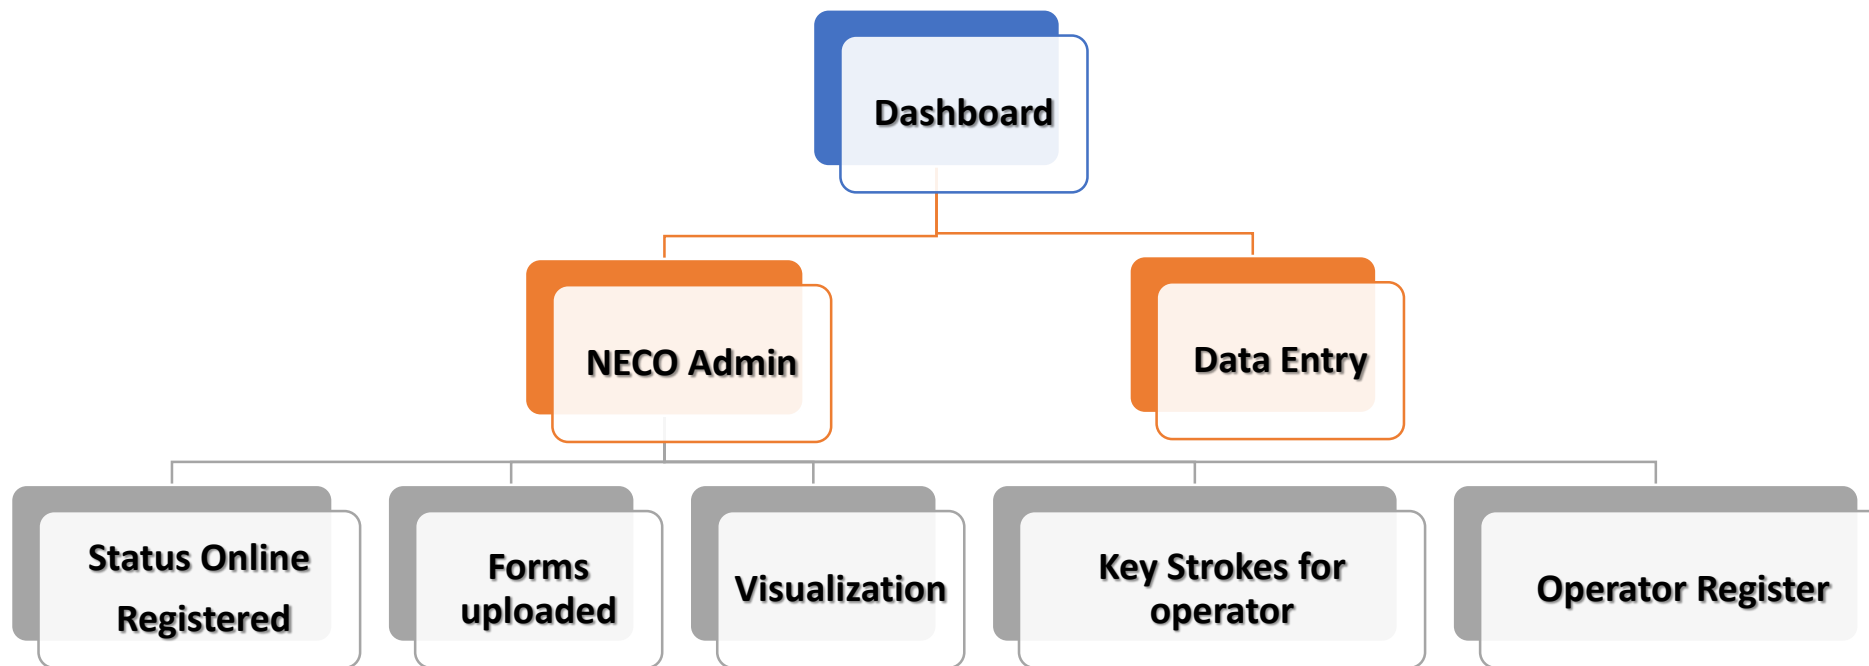 Dashboard
NECO Admin
Data Entry
Status Online
Registered
Forms
uploaded
Visualization
Key Strokes for
operator
Operator Register